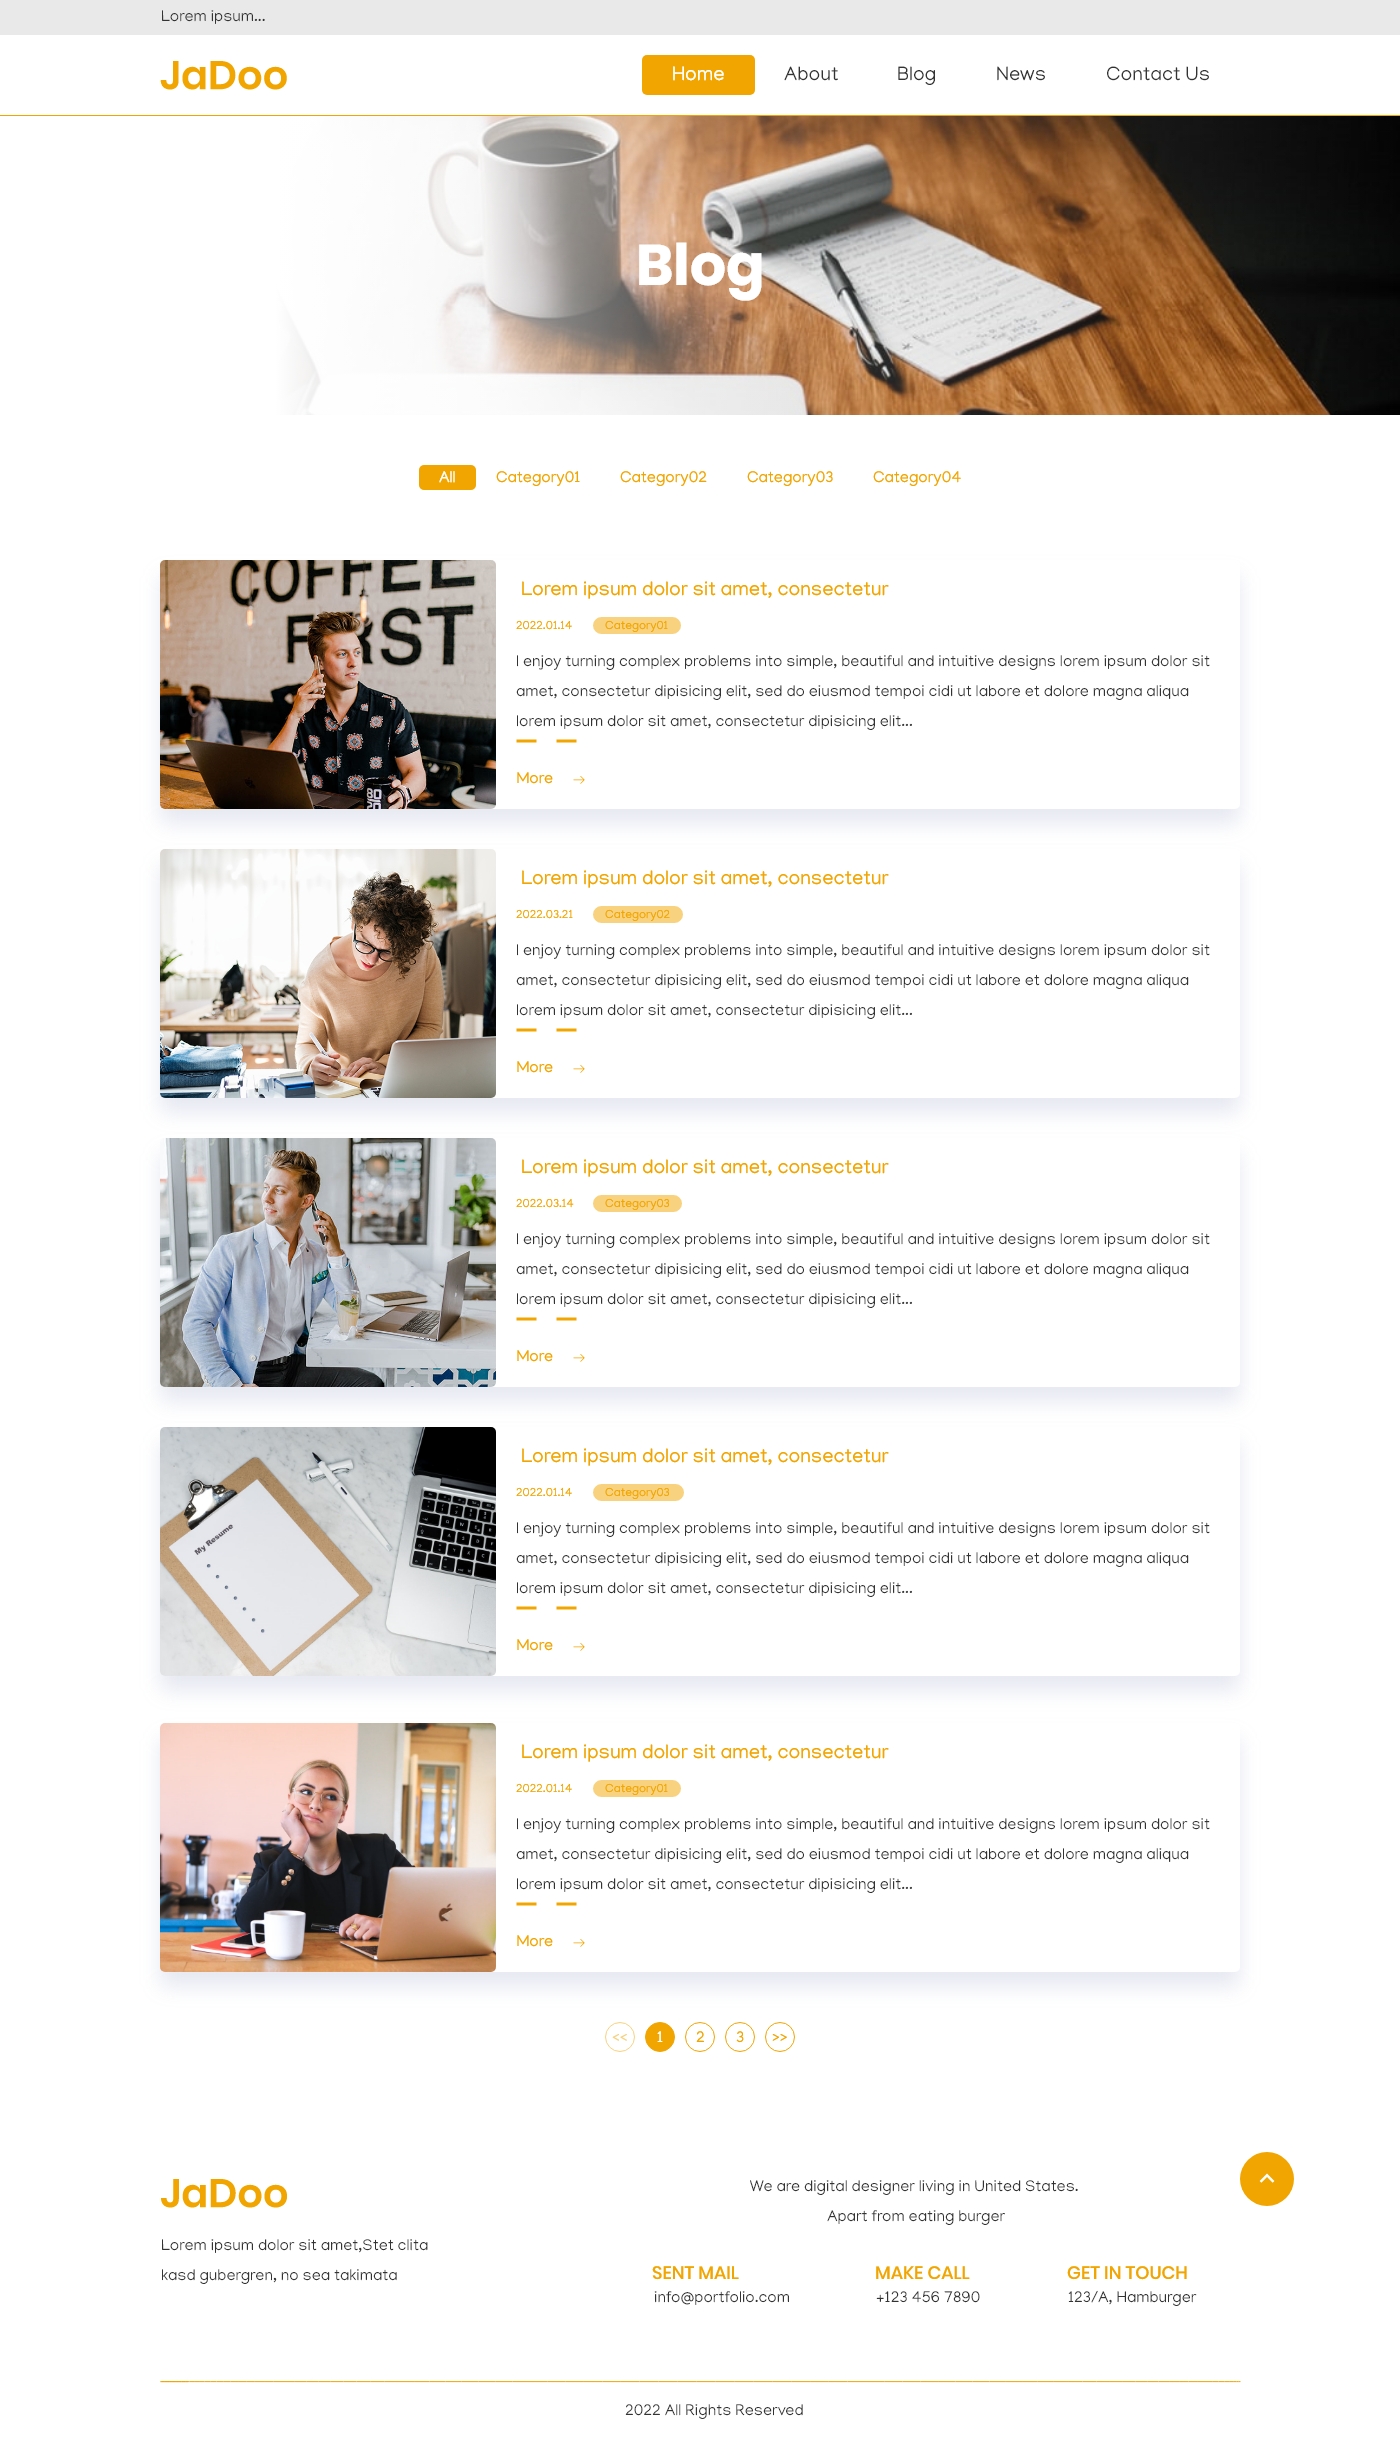 Lorem ipsum...
JaDoo
Home About Blog News Contact Us
Blog
All Category01 Category02 Category03 Category04
COFFEE
FIRST
Lorem ipsum dolor sit amet, consectetur
2022.01.14 Category01
I enjoy turning complex problems into simple, beautiful and intuitive designs lorem ipsum dolor sit
amet, consectetur dipisicing elit, sed do eiusmod tempoi cidi ut labore et dolore magna aliqua
lorem ipsum dolor sit amet, consectetur dipisicing elit...
More →
Lorem ipsum dolor sit amet, consectetur
2022.03.21 Category02
I enjoy turning complex problems into simple, beautiful and intuitive designs lorem ipsum dolor sit
amet, consectetur dipisicing elit, sed do eiusmod tempoi cidi ut labore et dolore magna aliqua
lorem ipsum dolor sit amet, consectetur dipisicing elit...
More →
Lorem ipsum dolor sit amet, consectetur
2022.03.14 Category03
I enjoy turning complex problems into simple, beautiful and intuitive designs lorem ipsum dolor sit
amet, consectetur dipisicing elit, sed do eiusmod tempoi cidi ut labore et dolore magna aliqua
lorem ipsum dolor sit amet, consectetur dipisicing elit...
More →
My Resume
Lorem ipsum dolor sit amet, consectetur
2022.01.14 Category03
I enjoy turning complex problems into simple, beautiful and intuitive designs lorem ipsum dolor sit
amet, consectetur dipisicing elit, sed do eiusmod tempoi cidi ut labore et dolore magna aliqua
lorem ipsum dolor sit amet, consectetur dipisicing elit...
More →
Lorem ipsum dolor sit amet, consectetur
2022.01.14 Category01
I enjoy turning complex problems into simple, beautiful and intuitive designs lorem ipsum dolor sit
amet, consectetur dipisicing elit, sed do eiusmod tempoi cidi ut labore et dolore magna aliqua
lorem ipsum dolor sit amet, consectetur dipisicing elit...
More →
<< 1 2 3 >>
JaDoo
Lorem ipsum dolor sit amet,Stet clita
kasd gubergren, no sea takimata
We are digital designer living in United States.
Apart from eating burger
SENT MAIL MAKE CALL GET IN TOUCH
info@portfolio.com +123 456 7890 123/A, Hamburger
2022 All Rights Reserved